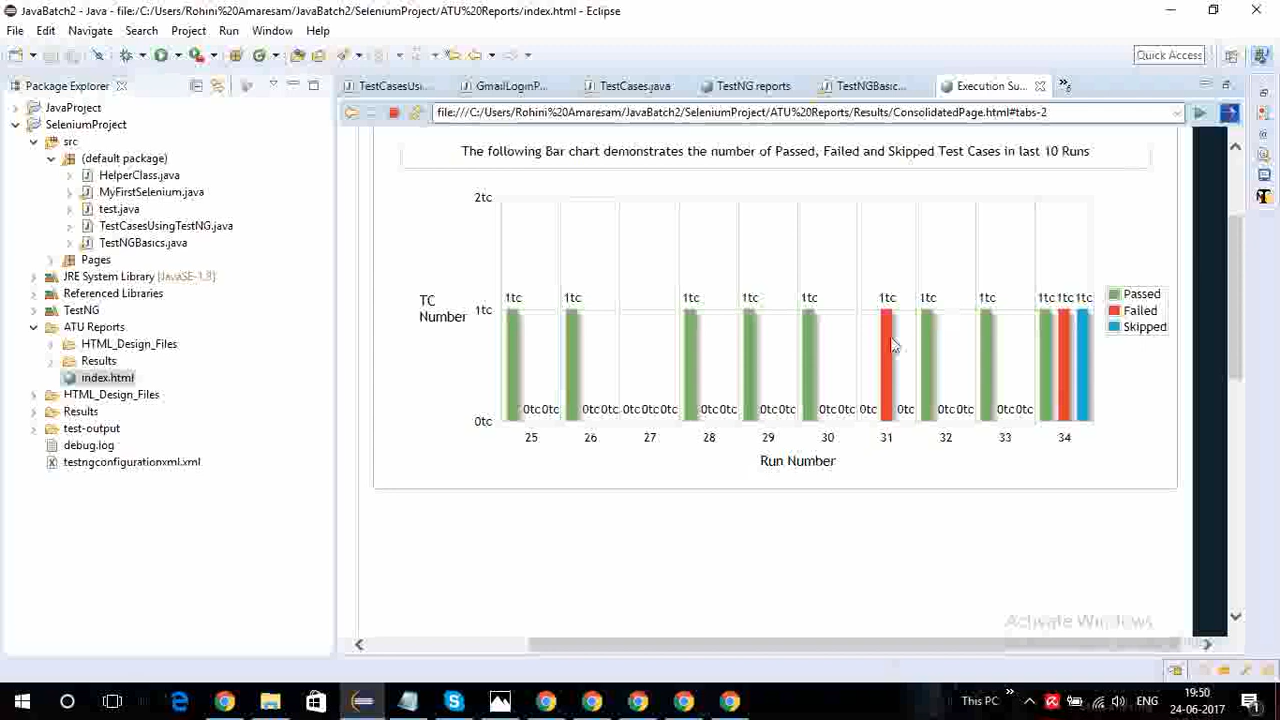 JavaBatch2 - Java - file:/C:/Users/Rohini%20Amaresam/JavaBatch2/SeleniumProject/ATU%20Reports/index.html - Eclipse
File Edit Navigate Search Project Run Window Help
Quick Access
Package Explorer
TestCasesUsi...
GmailLoginP...
TestCases.java
TestNG reports
TestNGBasic...
Execution Su...
file:///C:/Users/Rohini%20Amaresam/JavaBatch2/SeleniumProject/ATU%20Reports/Results/ConsolidatedPage.html#tabs-2
JavaProject
SeleniumProject
src
(default package)
HelperClass.java
MyFirstSelenium.java
test.java
TestCasesUsingTestNG.java
TestNGBasics.java
Pages
JRE System Library [JavaSE-1.8]
Referenced Libraries
TestNG
ATU Reports
HTML_Design_Files
Results
index.html
HTML_Design_Files
Results
test-output
debug.log
testngconfigurationxml.xml
The following Bar chart demonstrates the number of Passed, Failed and Skipped Test Cases in last 10 Runs
2tc
TC
Number
1tc
0tc
1tc 1tc 1tc 1tc 1tc 1tc 1tc 1tc 1tc 1tc 1tc
0tc 0tc 0tc 0tc 0tc 0tc 0tc 0tc 0tc 0tc 0tc 0tc 0tc 0tc 0tc 0tc 0tc 0tc 0tc
25 26 27 28 29 30 31 32 33 34
Run Number
Passed
Failed
Skipped
Activate Windows
This PC
ENG
19:50
24-06-2017